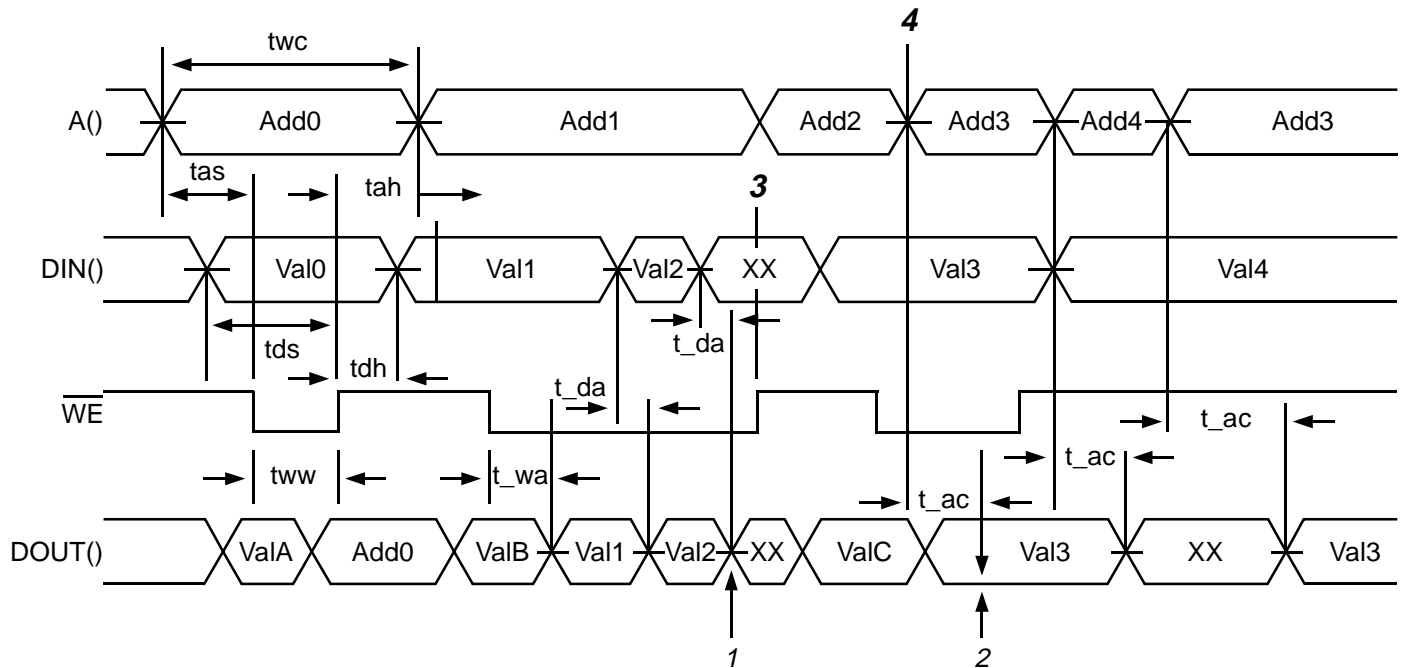 4
twc
A() Add0 Add1 Add2 Add3 Add4 Add3
tas tah 3
DIN() Val0 Val1 Val2 XX Val3 Val4
tds t_da
tdh t_da
WE t_ac
t_ac
tww t_wa t_ac
DOUT() ValA Add0 ValB Val1 Val2 XX ValC Val3 XX Val3
1 2